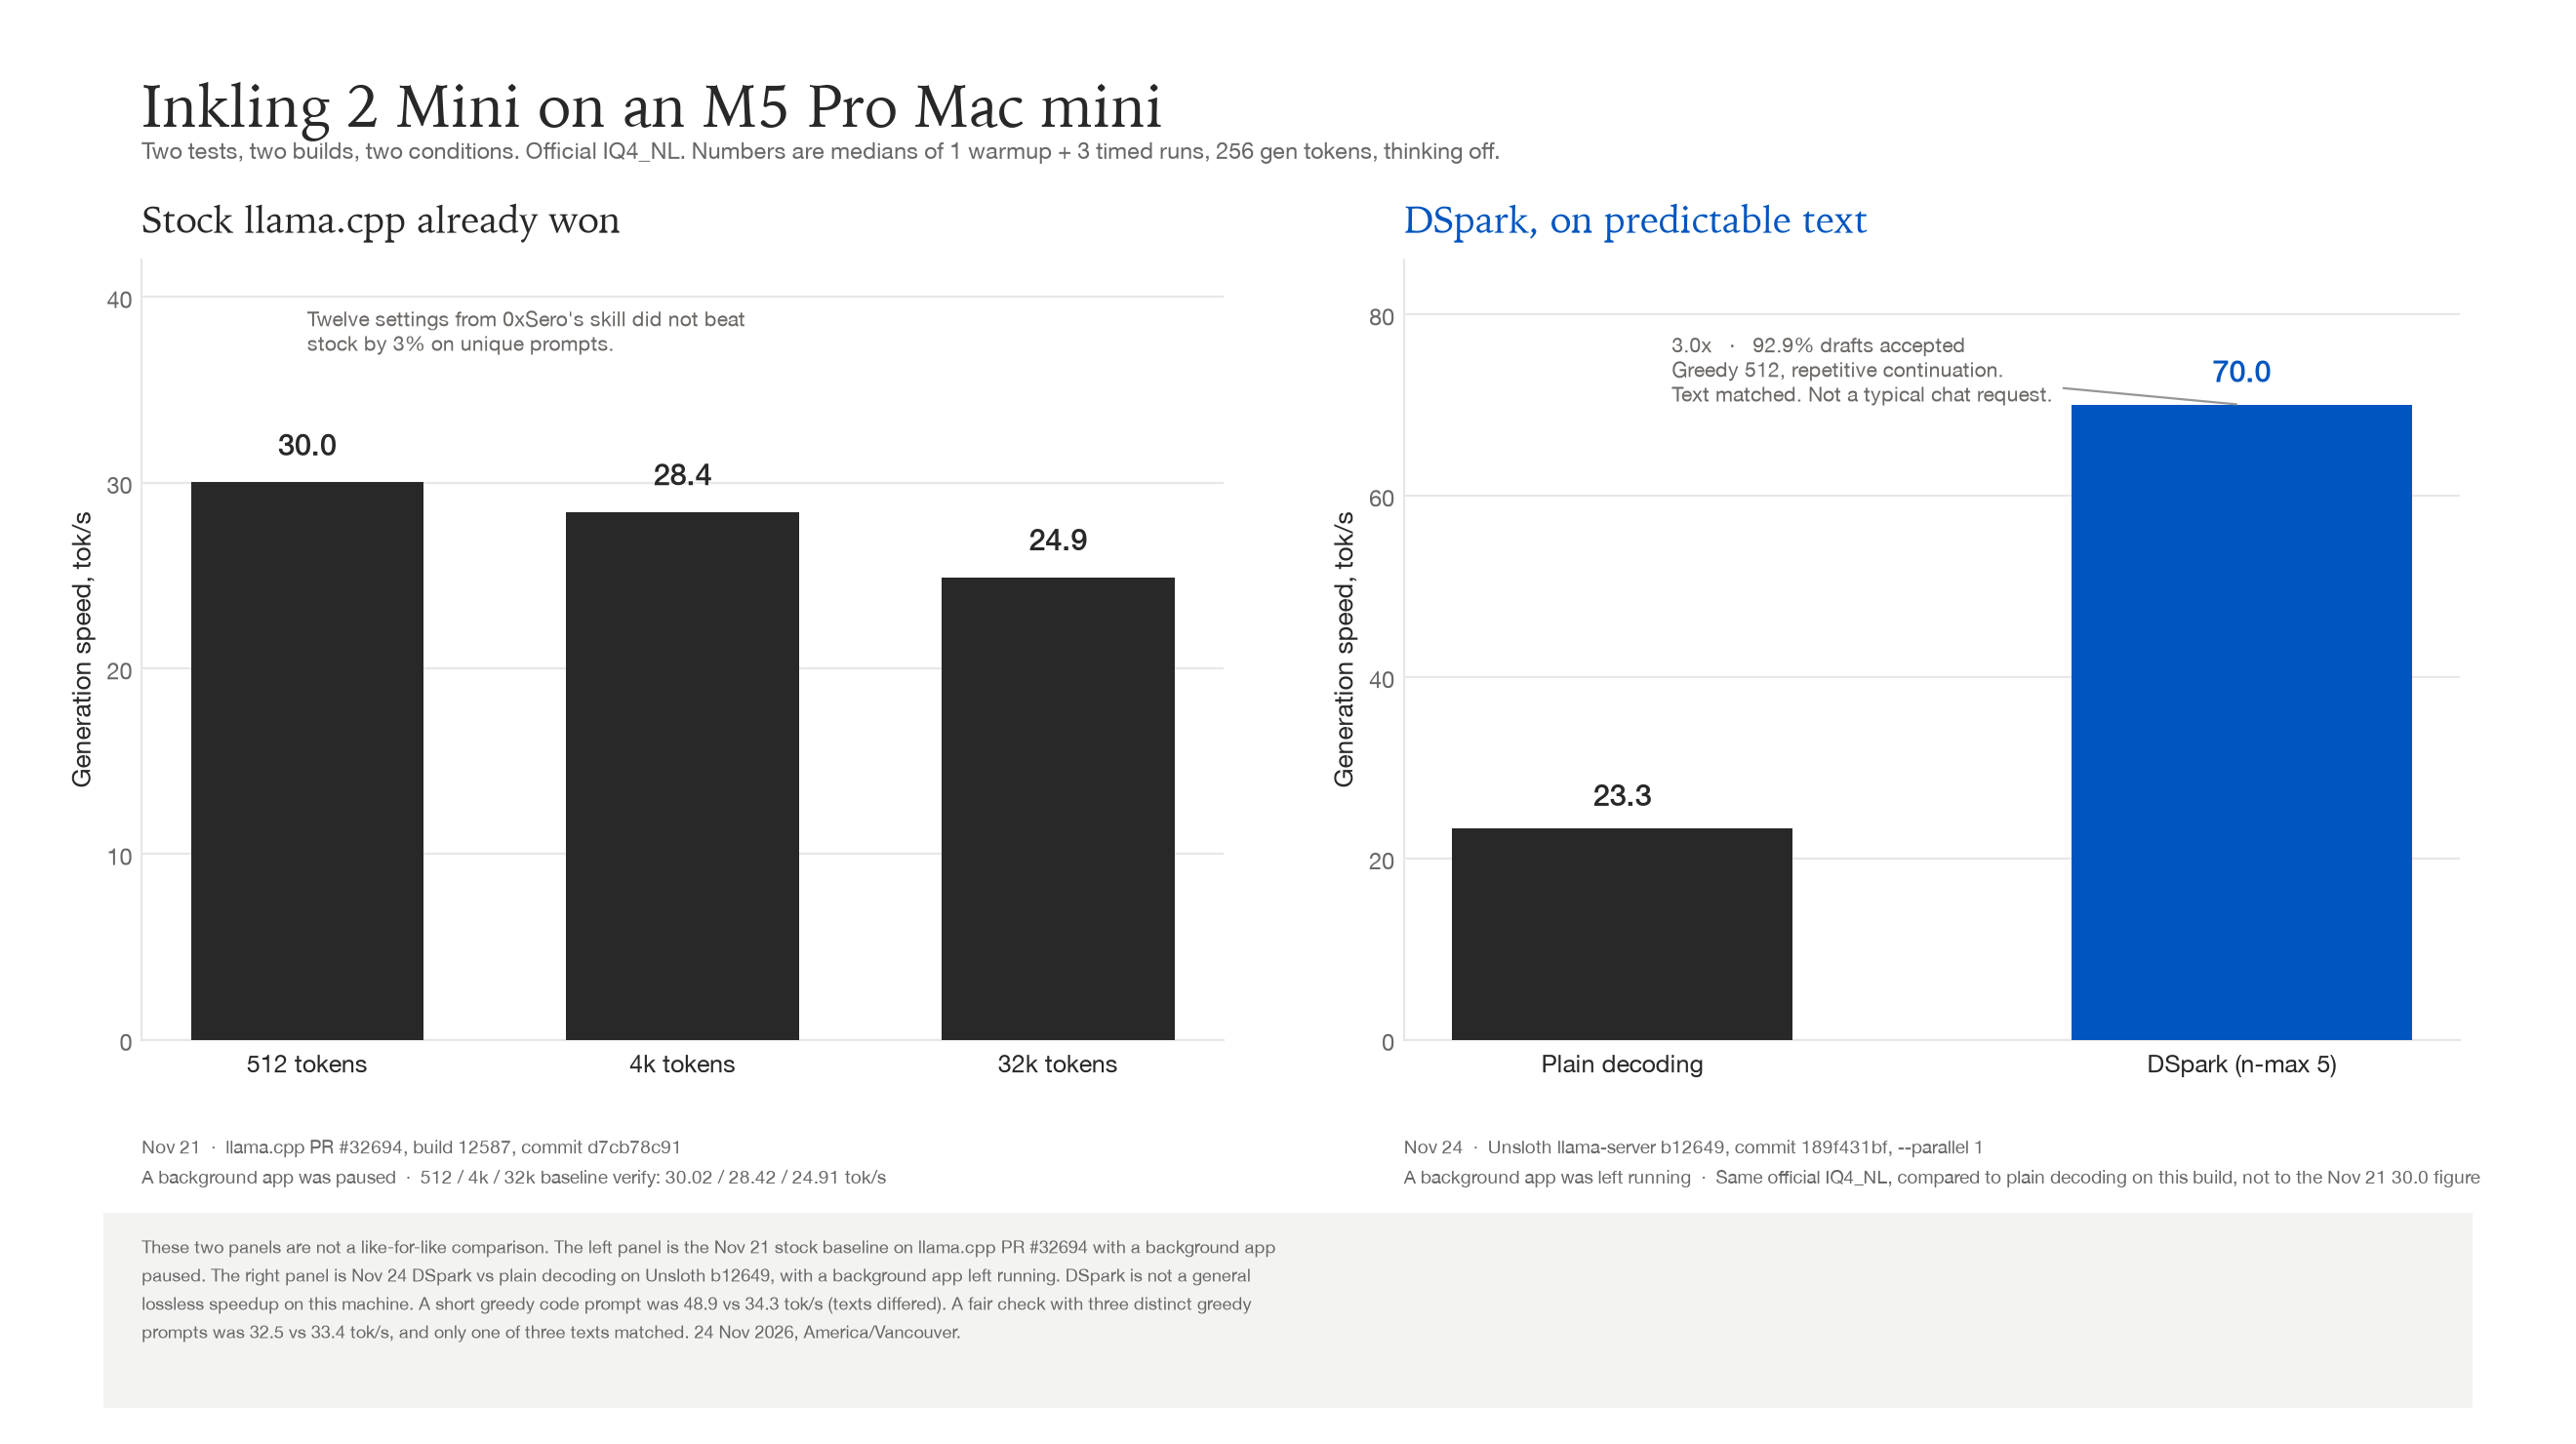 Inkling 2 Mini on an M5 Pro Mac mini
Two tests, two builds, two conditions. Official IQ4_NL. Numbers are medians of 1 warmup + 3 timed runs, 256 gen tokens, thinking off.
Stock llama.cpp already won
Generation speed, tok/s
40
30
20
10
0
Twelve settings from 0xSero's skill did not beat
stock by 3% on unique prompts.
30.0
28.4
24.9
512 tokens
4k tokens
32k tokens
Nov 21 · llama.cpp PR #32694, build 12587, commit d7cb78c91
A background app was paused · 512 / 4k / 32k baseline verify: 30.02 / 28.42 / 24.91 tok/s
DSpark, on predictable text
Generation speed, tok/s
80
60
40
20
0
3.0x · 92.9% drafts accepted
Greedy 512, repetitive continuation.
Text matched. Not a typical chat request.
70.0
23.3
Plain decoding
DSpark (n-max 5)
Nov 24 · Unsloth llama-server b12649, commit 189f431bf, --parallel 1
A background app was left running · Same official IQ4_NL, compared to plain decoding on this build, not to the Nov 21 30.0 figure
These two panels are not a like-for-like comparison. The left panel is the Nov 21 stock baseline on llama.cpp PR #32694 with a background app
paused. The right panel is Nov 24 DSpark vs plain decoding on Unsloth b12649, with a background app left running. DSpark is not a general
lossless speedup on this machine. A short greedy code prompt was 48.9 vs 34.3 tok/s (texts differed). A fair check with three distinct greedy
prompts was 32.5 vs 33.4 tok/s, and only one of three texts matched. 24 Nov 2026, America/Vancouver.